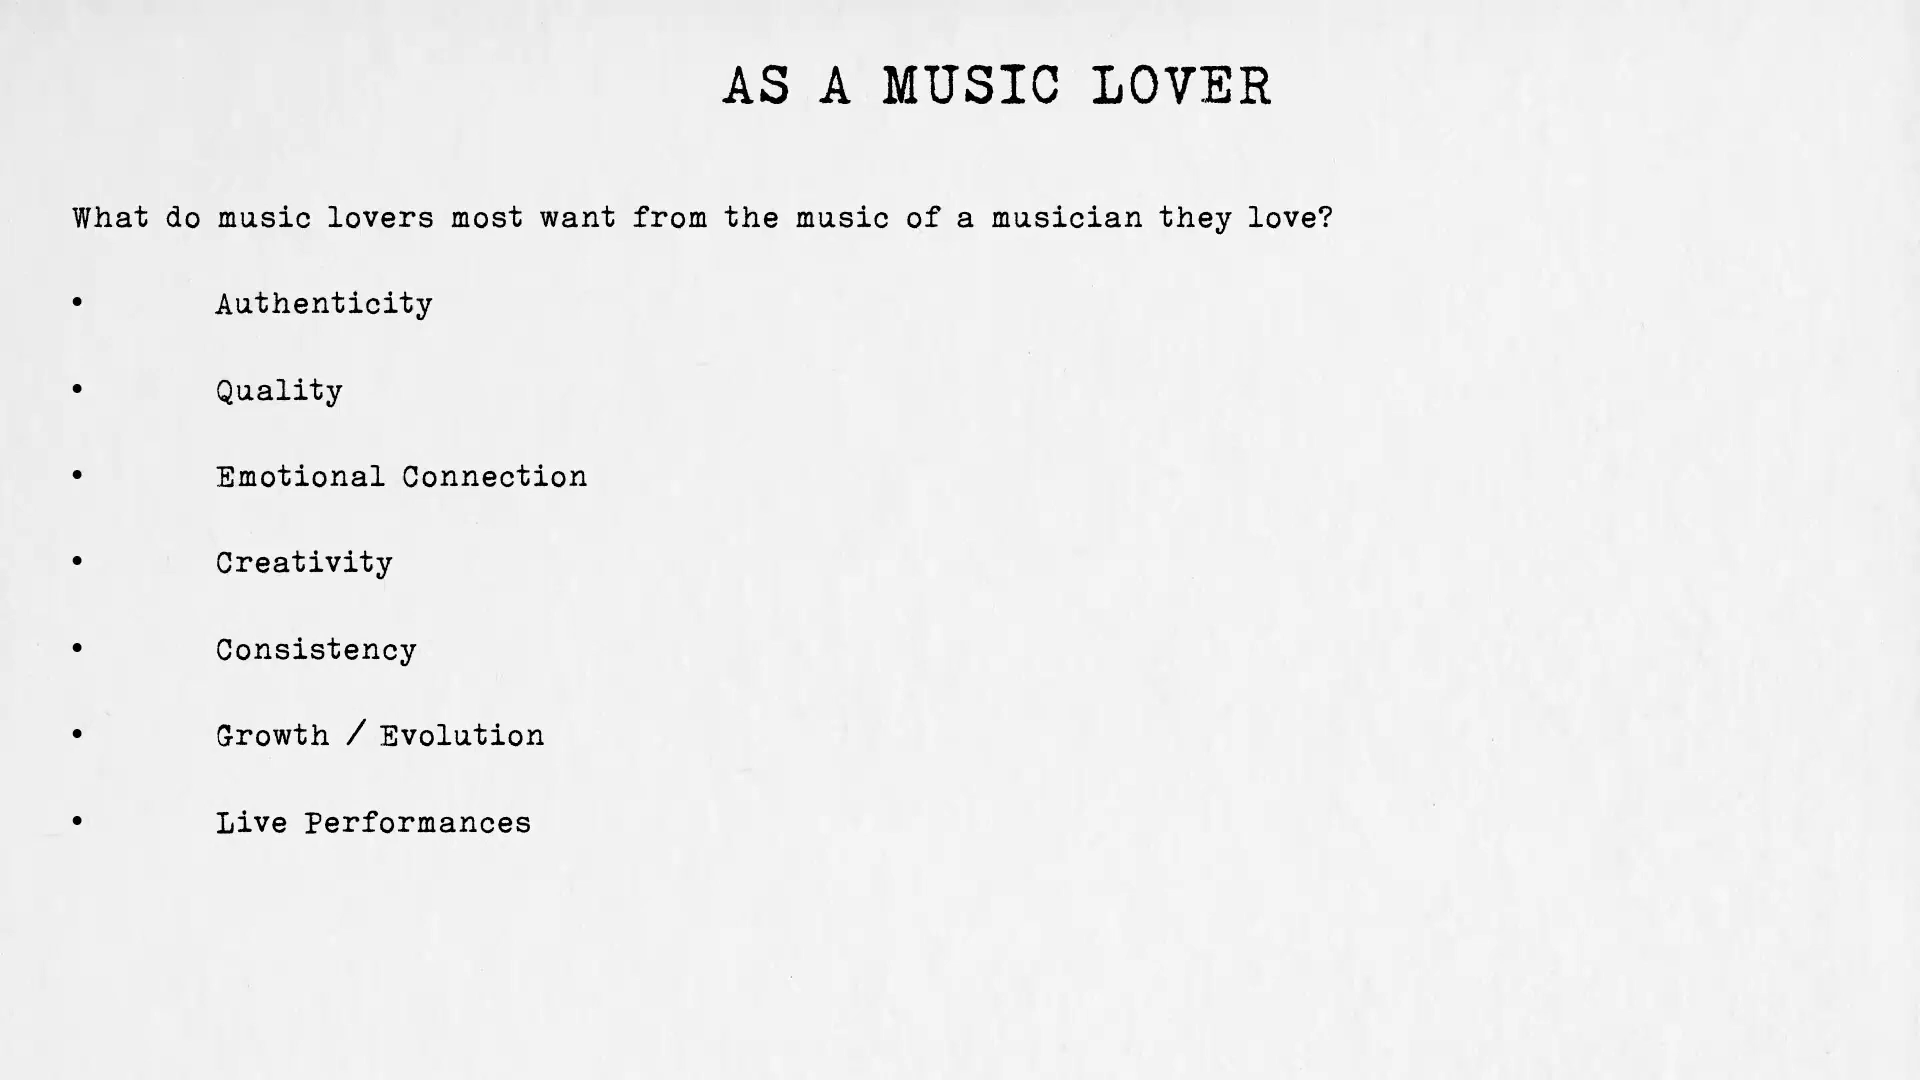 AS A MUSIC LOVER
What do music lovers most want from the music of a musician they love?
• Authenticity
• Quality
• Emotional Connection
• Creativity
• Consistency
• Growth / Evolution
• Live Performances